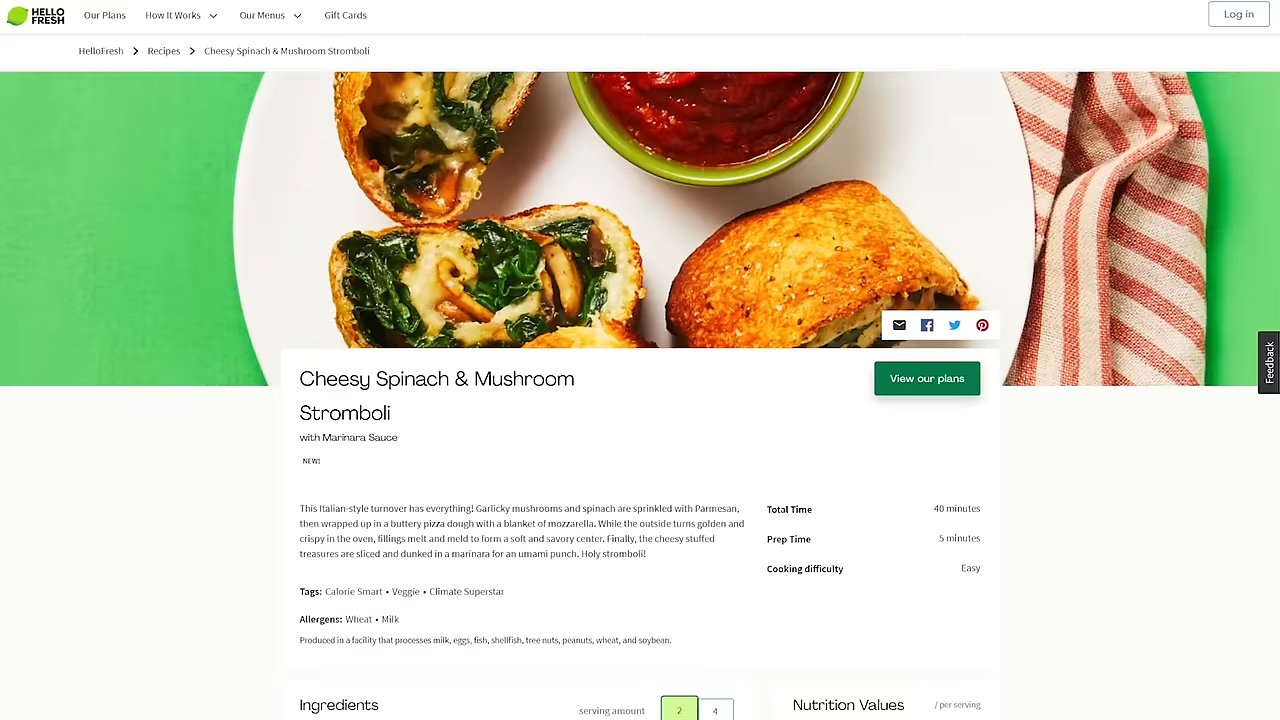 HELLO
FRESH
Our Plans
How It Works
Our Menus
Gift Cards
Log in
HelloFresh
Recipes
Cheesy Spinach & Mushroom Stromboli
Feedback
Cheesy Spinach & Mushroom
Stromboli
View our plans
with Marinara Sauce
NEW!
This Italian-style turnover has everything! Garlicky mushrooms and spinach are sprinkled with Parmesan,
then wrapped up in a buttery pizza dough with a blanket of mozzarella. While the outside turns golden and
crispy in the oven, fillings melt and meld to form a soft and savory center. Finally, the cheesy stuffed
treasures are sliced and dunked in a marinara for an umami punch. Holy stromboli!
Total Time 40 minutes
Prep Time 5 minutes
Cooking difficulty Easy
Tags: Calorie Smart • Veggie • Climate Superstar
Allergens: Wheat • Milk
Produced in a facility that processes milk, eggs, fish, shellfish, tree nuts, peanuts, wheat, and soybean.
Ingredients
serving amount 2 4
Nutrition Values / per serving